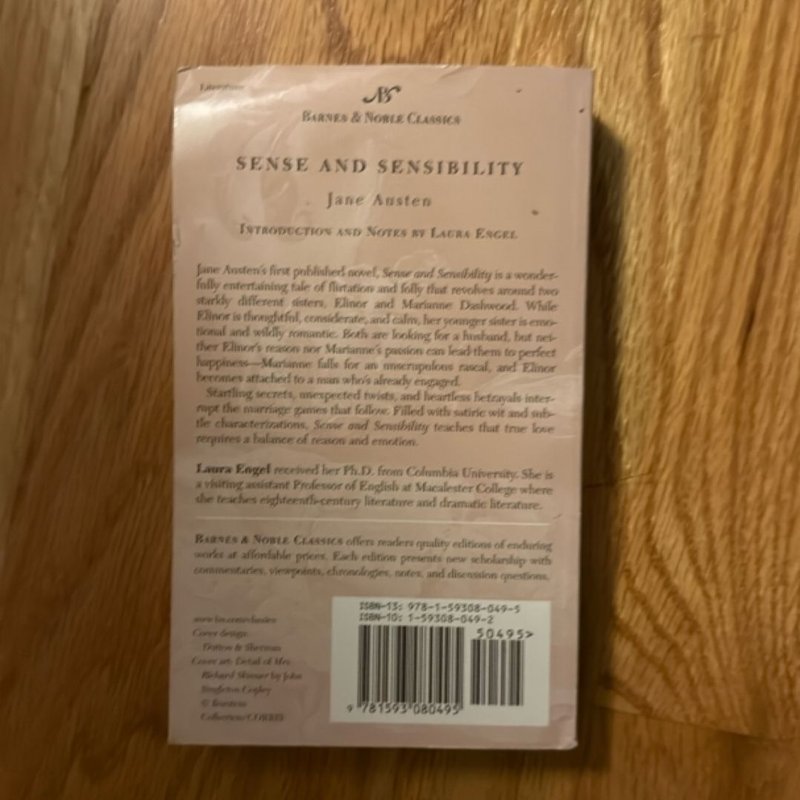 Literature
BARNES & NOBLE CLASSICS
SENSE AND SENSIBILITY
Jane Austen
INTRODUCTION AND NOTES BY LAURA ENGEL
Jane Austen's first published novel, Sense and Sensibility is a wonder-
fully entertaining tale of flirtation and folly that revolves around two
starkly different sisters, Elinor and Marianne Dashwood. While
Elinor is thoughtful, considerate, and calm, her younger sister is emo-
tional and wildly romantic. Both are looking for a husband, but nei-
ther Elinor's reason nor Marianne's passion can lead them to perfect
happiness—Marianne falls for an unscrupulous rascal, and Elinor
becomes attached to a man who's already engaged.
Startling secrets, unexpected twists, and heartless betrayals inter-
rupt the marriage games that follow. Filled with satiric wit and sub-
tle characterizations, Sense and Sensibility teaches that true love
requires a balance of reason and emotion.
Laura Engel received her Ph.D. from Columbia University. She is
a visiting assistant Professor of English at Macalester College where
she teaches eighteenth-century literature and dramatic literature.
BARNES & NOBLE CLASSICS offers readers quality editions of enduring
works at affordable prices. Each edition presents new scholarship with
commentaries, viewpoints, chronologies, notes, and discussion questions.
www.bn.com/classics
Cover design:
Dutton & Sherman
Cover art: Detail of Mrs
Richard Skinner by John
Singleton Copley
©
Collection/CORBIS
ISBN-13: 978-1-59308-049-5
ISBN-10: 1-59308-049-2
50495>
9 781593 080495